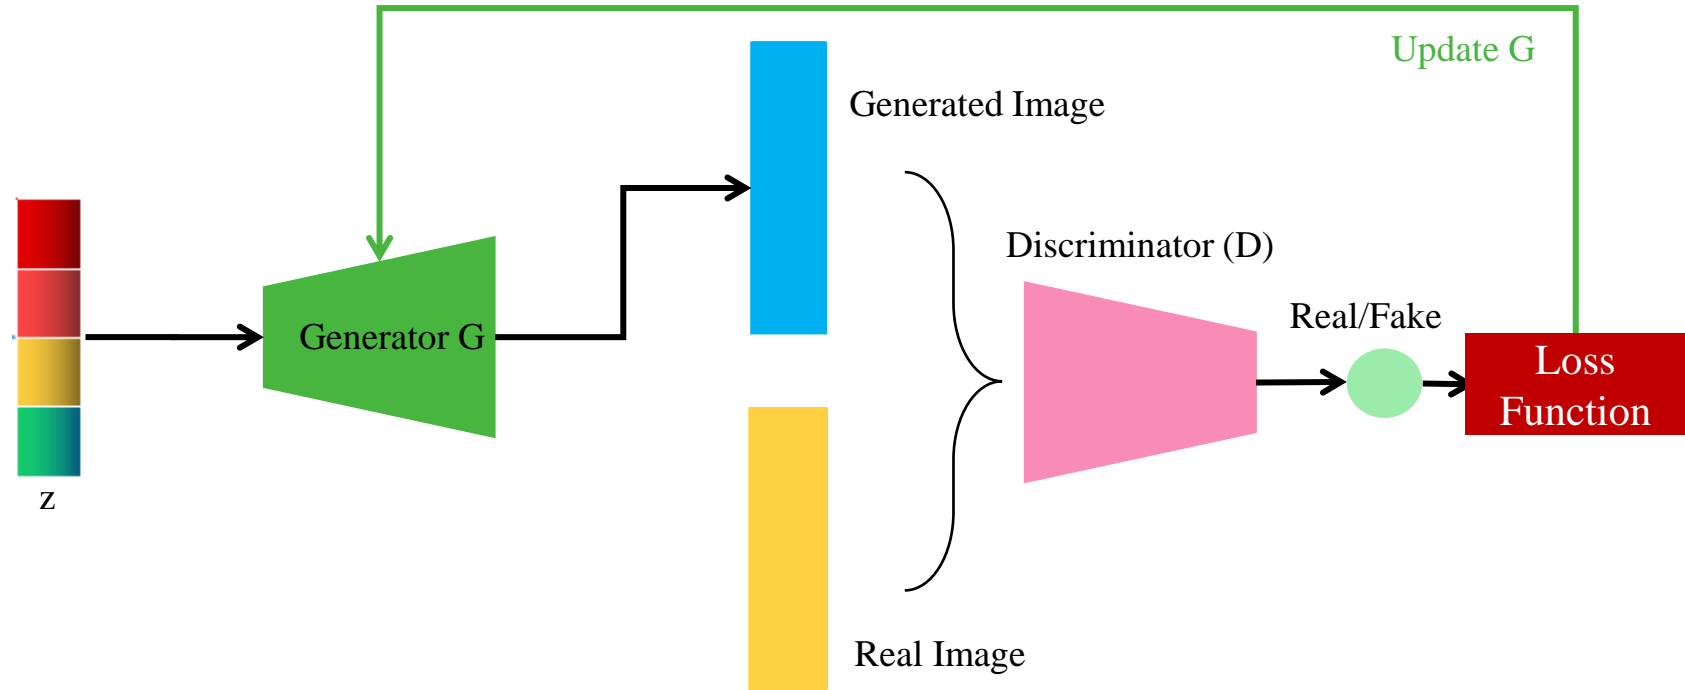 Update G
Generated Image
Discriminator (D)
Real/Fake
Generator G
Loss
Function
z
Real Image